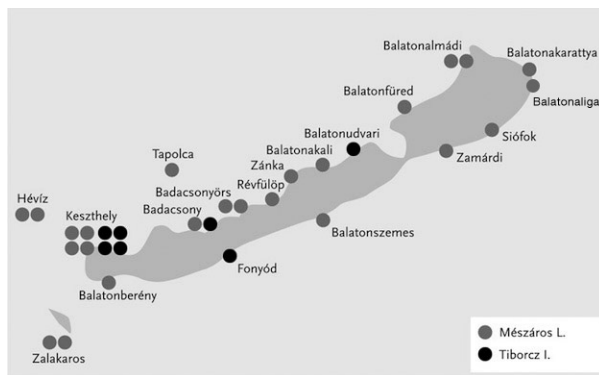 Balatonalmádi
Balatonakarattya
Balatonfüred
Balatonaliga
Balatonudvari
Siófok
Tapolca
Balatonakali
Zánka
Zamárdi
Badacsonyörs
Révfülöp
Hévíz
Keszthely
Badacsony
Balatonszemes
Fonyód
Balatonberény
Zalakaros
Mészáros L.
Tiborcz I.